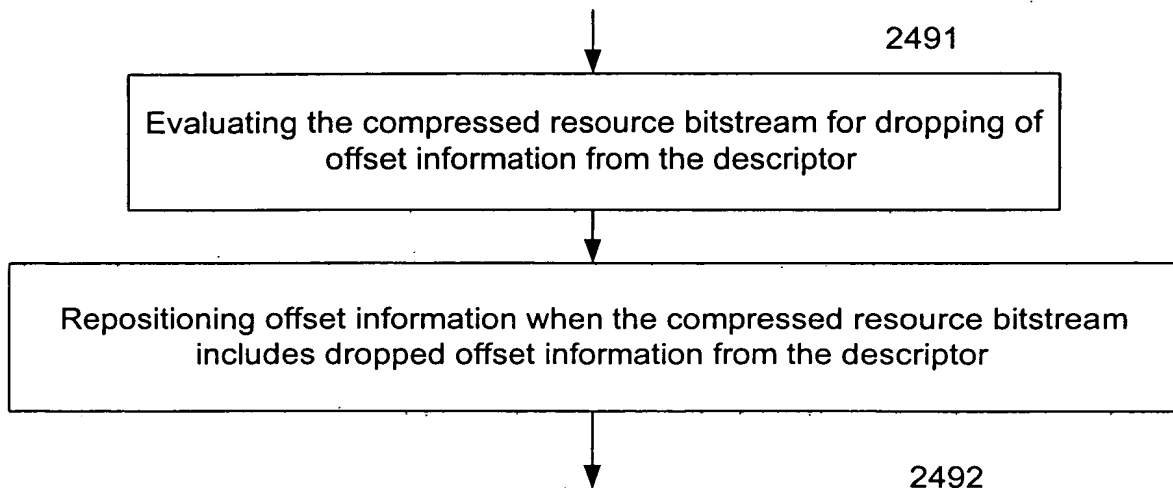 2491
Evaluating the compressed resource bitstream for dropping of
offset information from the descriptor
Repositioning offset information when the compressed resource bitstream
includes dropped offset information from the descriptor
2492